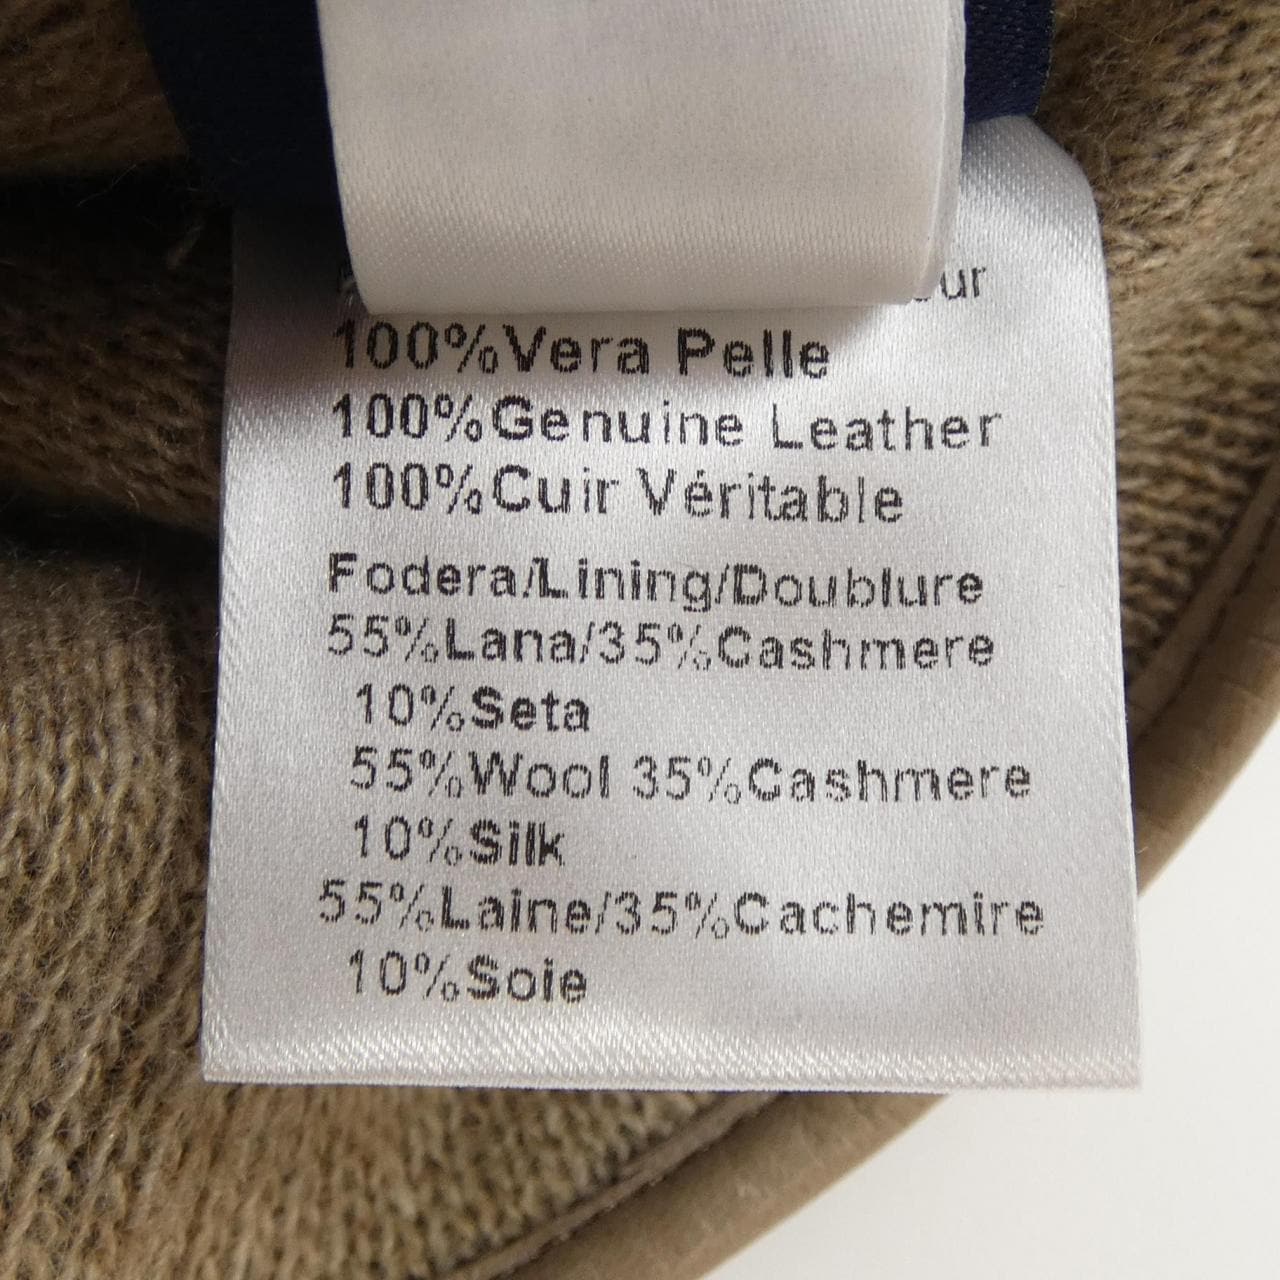 100%Vera Pelle
100%Genuine Leather
100%Cuir Véritable
Fodera/Lining/Doublure
55%Lana/35%Cashmere
10%Seta
55%Wool 35%Cashmere
10%Silk
55%Laine/35%Cachemire
10%Soie